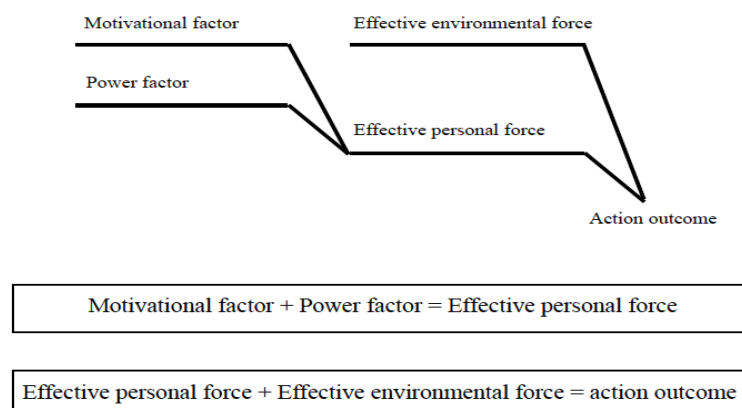 Motivational factor
Effective environmental force
Power factor
Effective personal force
Action outcome
Motivational factor + Power factor = Effective personal force
Effective personal force + Effective environmental force = action outcome